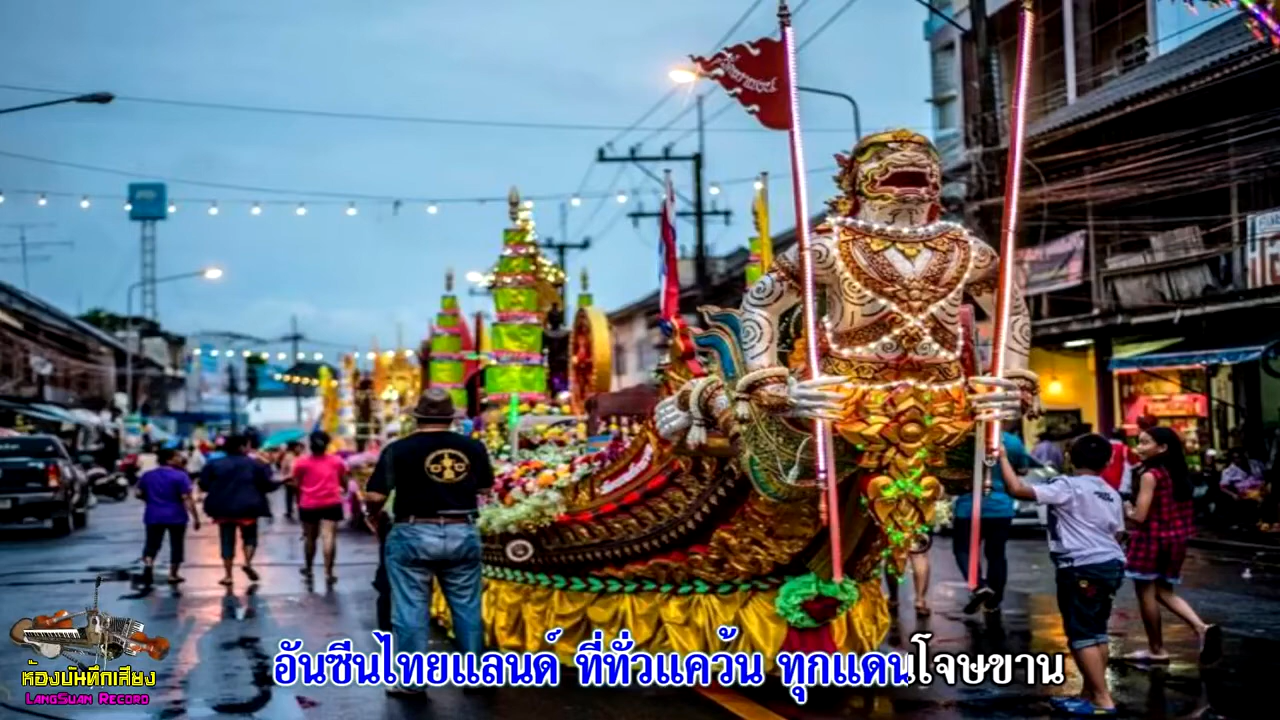 อันซีนไทยแลนด์ ที่ทั่วแคว้น ทุกแดนโจษขาน
ห้องบันทึกเสียง
LangSuan Record